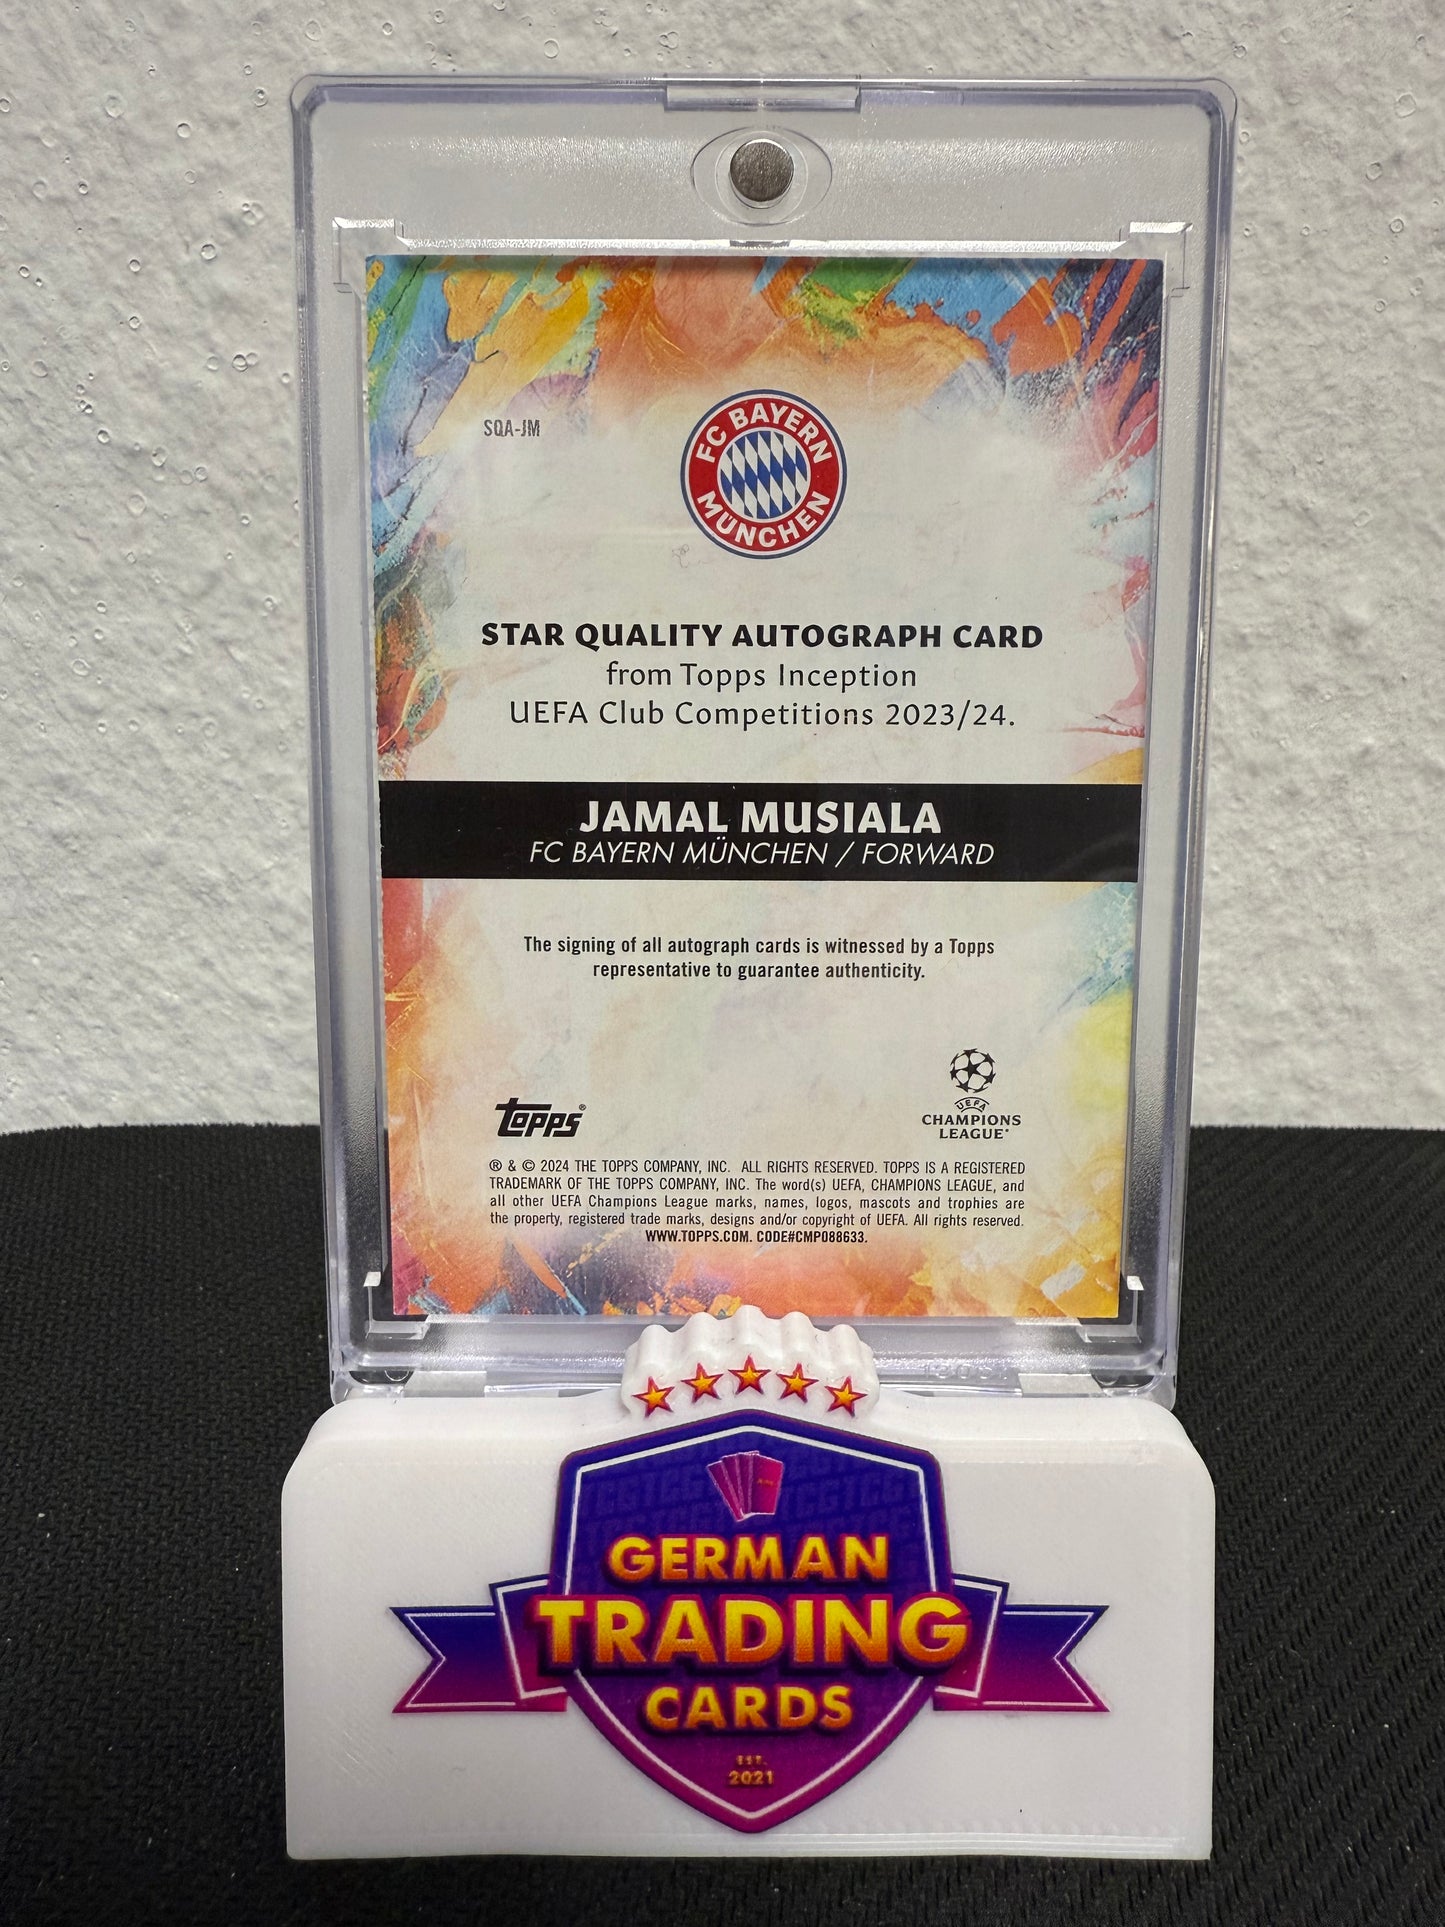 SQA-JM
FC BAYERN
MÜNCHEN
STAR QUALITY AUTOGRAPH CARD
from Topps Inception
UEFA Club Competitions 2023/24.
JAMAL MUSIALA
FC BAYERN MÜNCHEN / FORWARD
The signing of all autograph cards is witnessed by a Topps
representative to guarantee authenticity.
topps®
UEFA
CHAMPIONS
LEAGUE®
® & © 2024 THE TOPPS COMPANY, INC. ALL RIGHTS RESERVED. TOPPS IS A REGISTERED
TRADEMARK OF THE TOPPS COMPANY, INC. The word(s) UEFA, CHAMPIONS LEAGUE, and
all other UEFA Champions League marks, names, logos, mascots and trophies are
the property, registered trade marks, designs and/or copyright of UEFA. All rights reserved.
WWW.TOPPS.COM. CODE#CMP088633.
GERMAN
TRADING
CARDS
EST.
2021